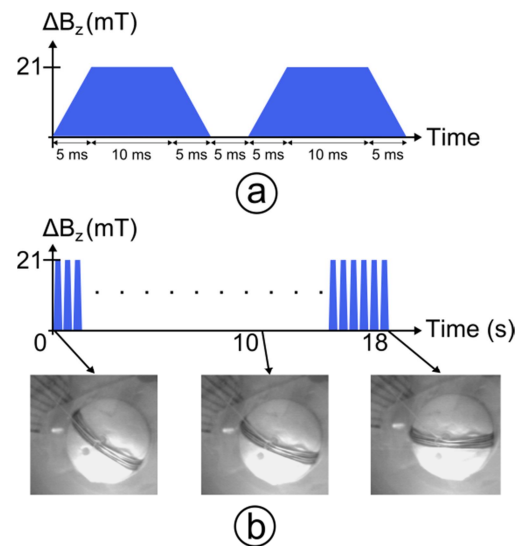 ΔBz(mT)
21
Time
5 ms 10 ms 5 ms 5 ms 5 ms 10 ms 5 ms
a
ΔBz(mT)
21
Time (s)
0 10 18
b